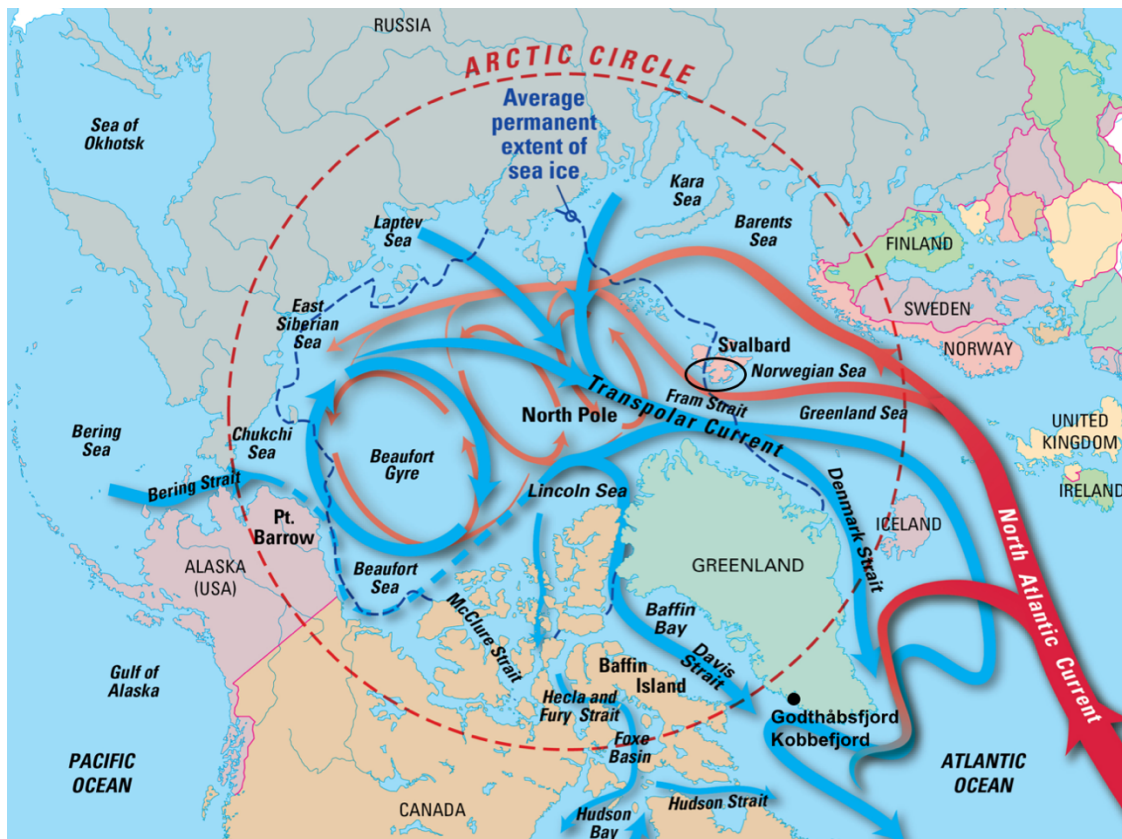 RUSSIA
ARCTIC CIRCLE
Average
permanent
extent of
sea ice
Sea of
Okhotsk
Kara
Sea
Laptev
Sea
Barents
Sea
FINLAND
East
Siberian
Sea
SWEDEN
NORWAY
Svalbard
Norwegian Sea
Fram Strait
Greenland Sea
Transpolar Current
North Pole
UNITED
KINGDOM
IRELAND
Bering
Sea
Chukchi
Sea
Beaufort
Gyre
Bering Strait
Lincoln Sea
Pt.
Barrow
Denmark Strait
ICELAND
North Atlantic Current
ALASKA
(USA)
Beaufort
Sea
GREENLAND
McClure Strait
Baffin
Bay
Davis
Strait
Gulf of
Alaska
Baffin
Island
Hecla and
Fury Strait
Godthåbsfjord
Kobbefjord
Foxe
Basin
PACIFIC
OCEAN
ATLANTIC
OCEAN
CANADA
Hudson
Bay
Hudson Strait